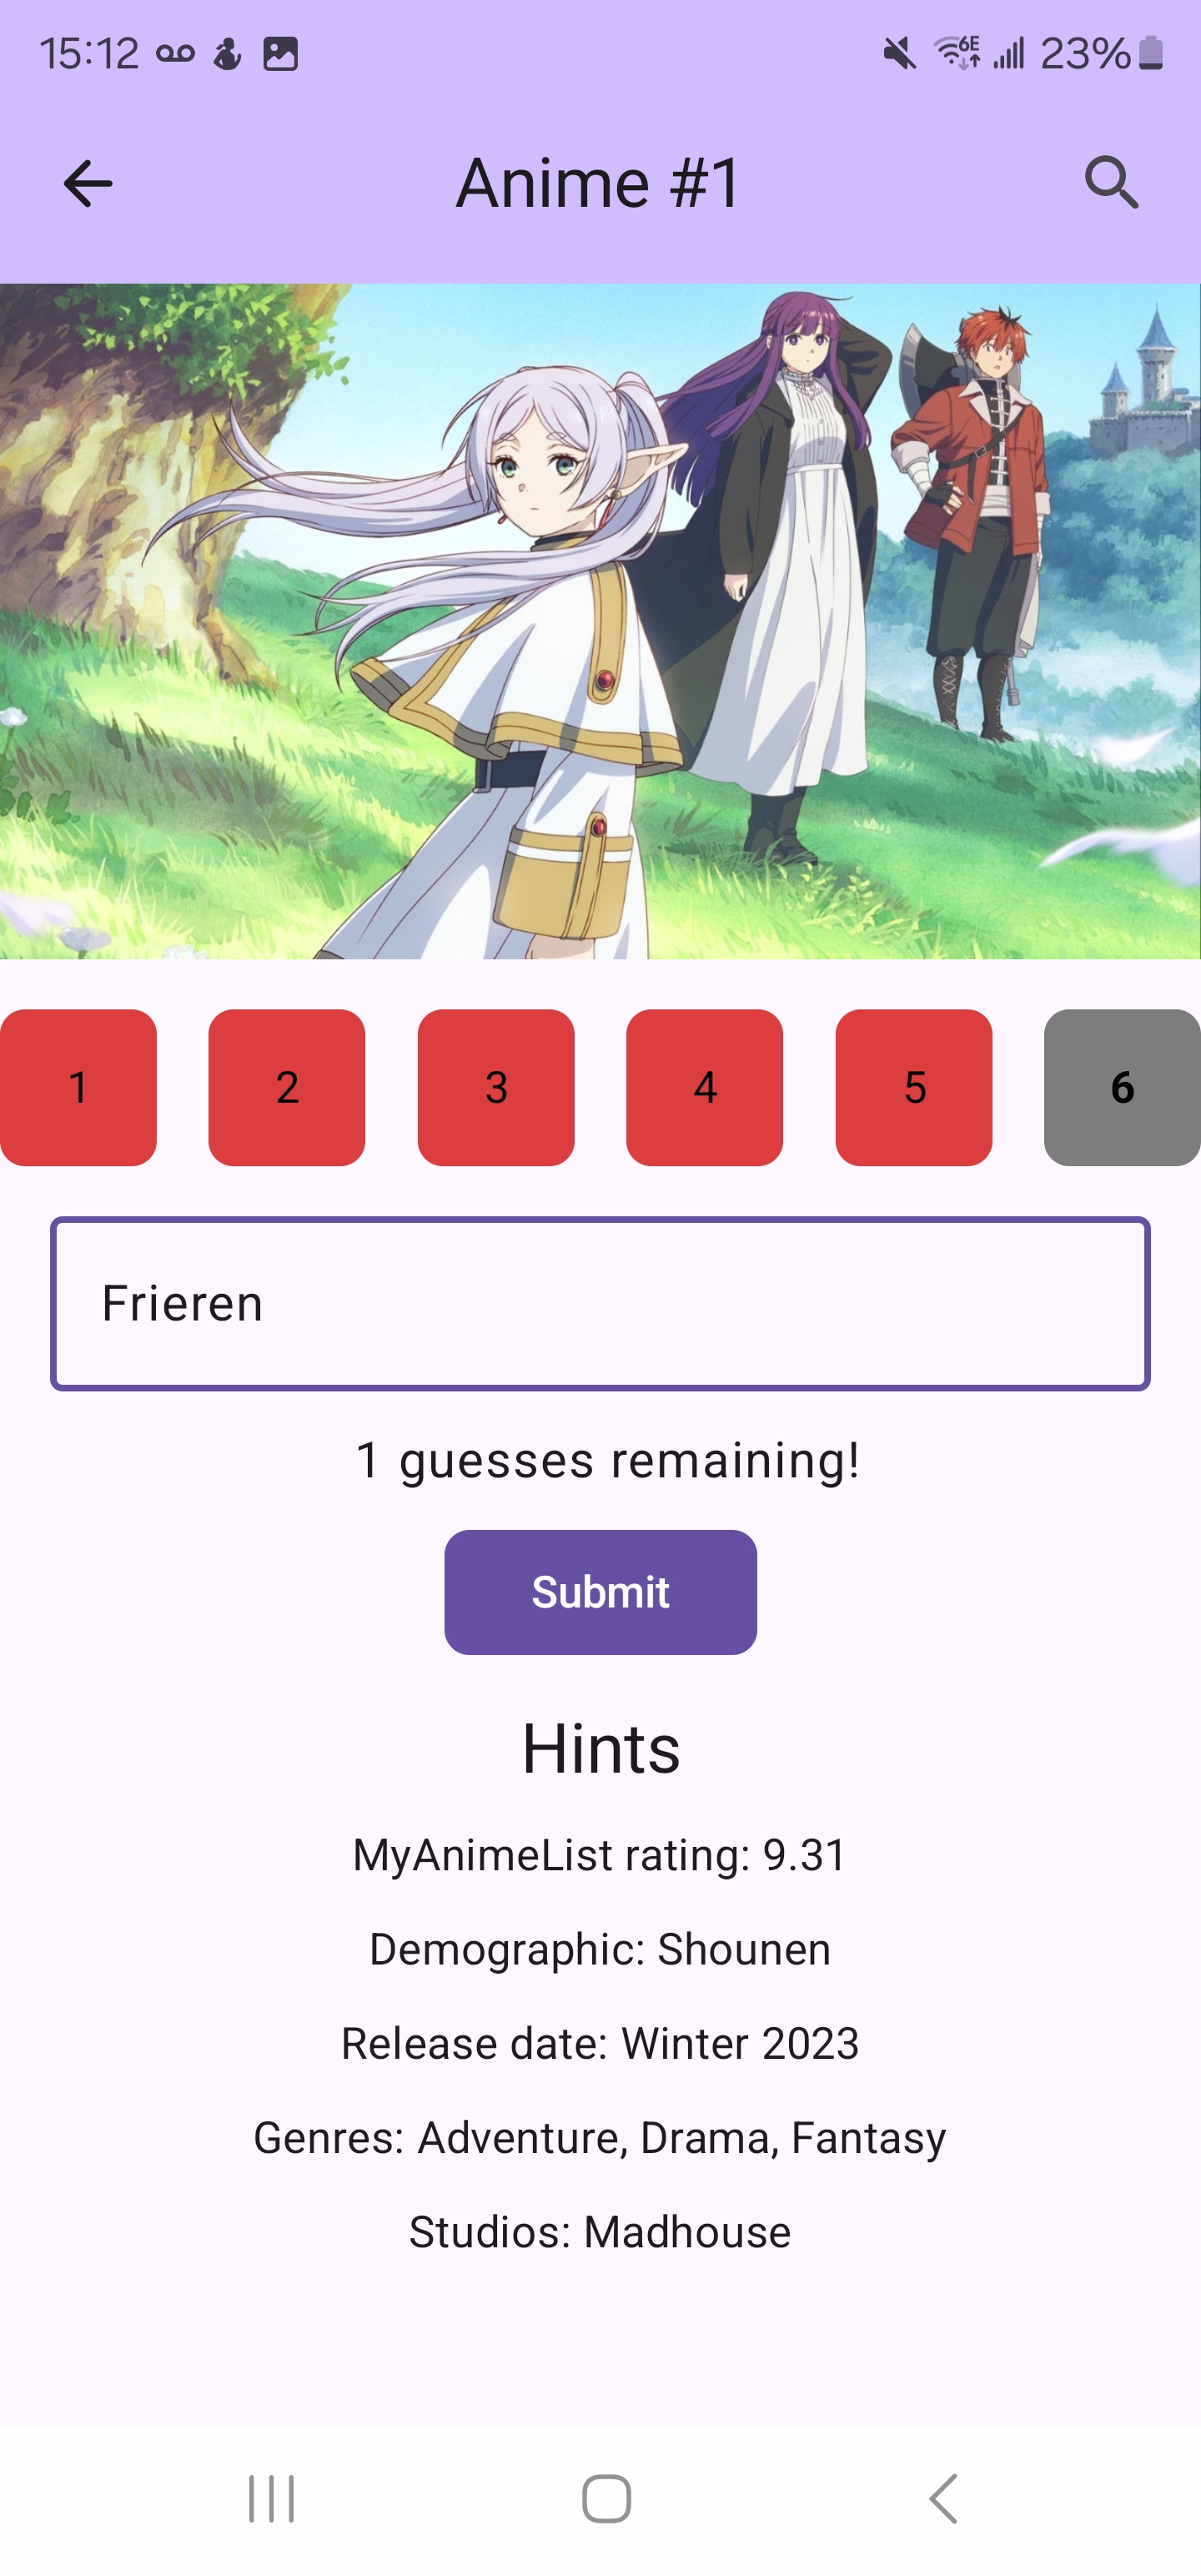 15:12 6E 23%
Anime #1
1 2 3 4 5 6
Frieren
1 guesses remaining!
Submit
Hints
MyAnimeList rating: 9.31
Demographic: Shounen
Release date: Winter 2023
Genres: Adventure, Drama, Fantasy
Studios: Madhouse